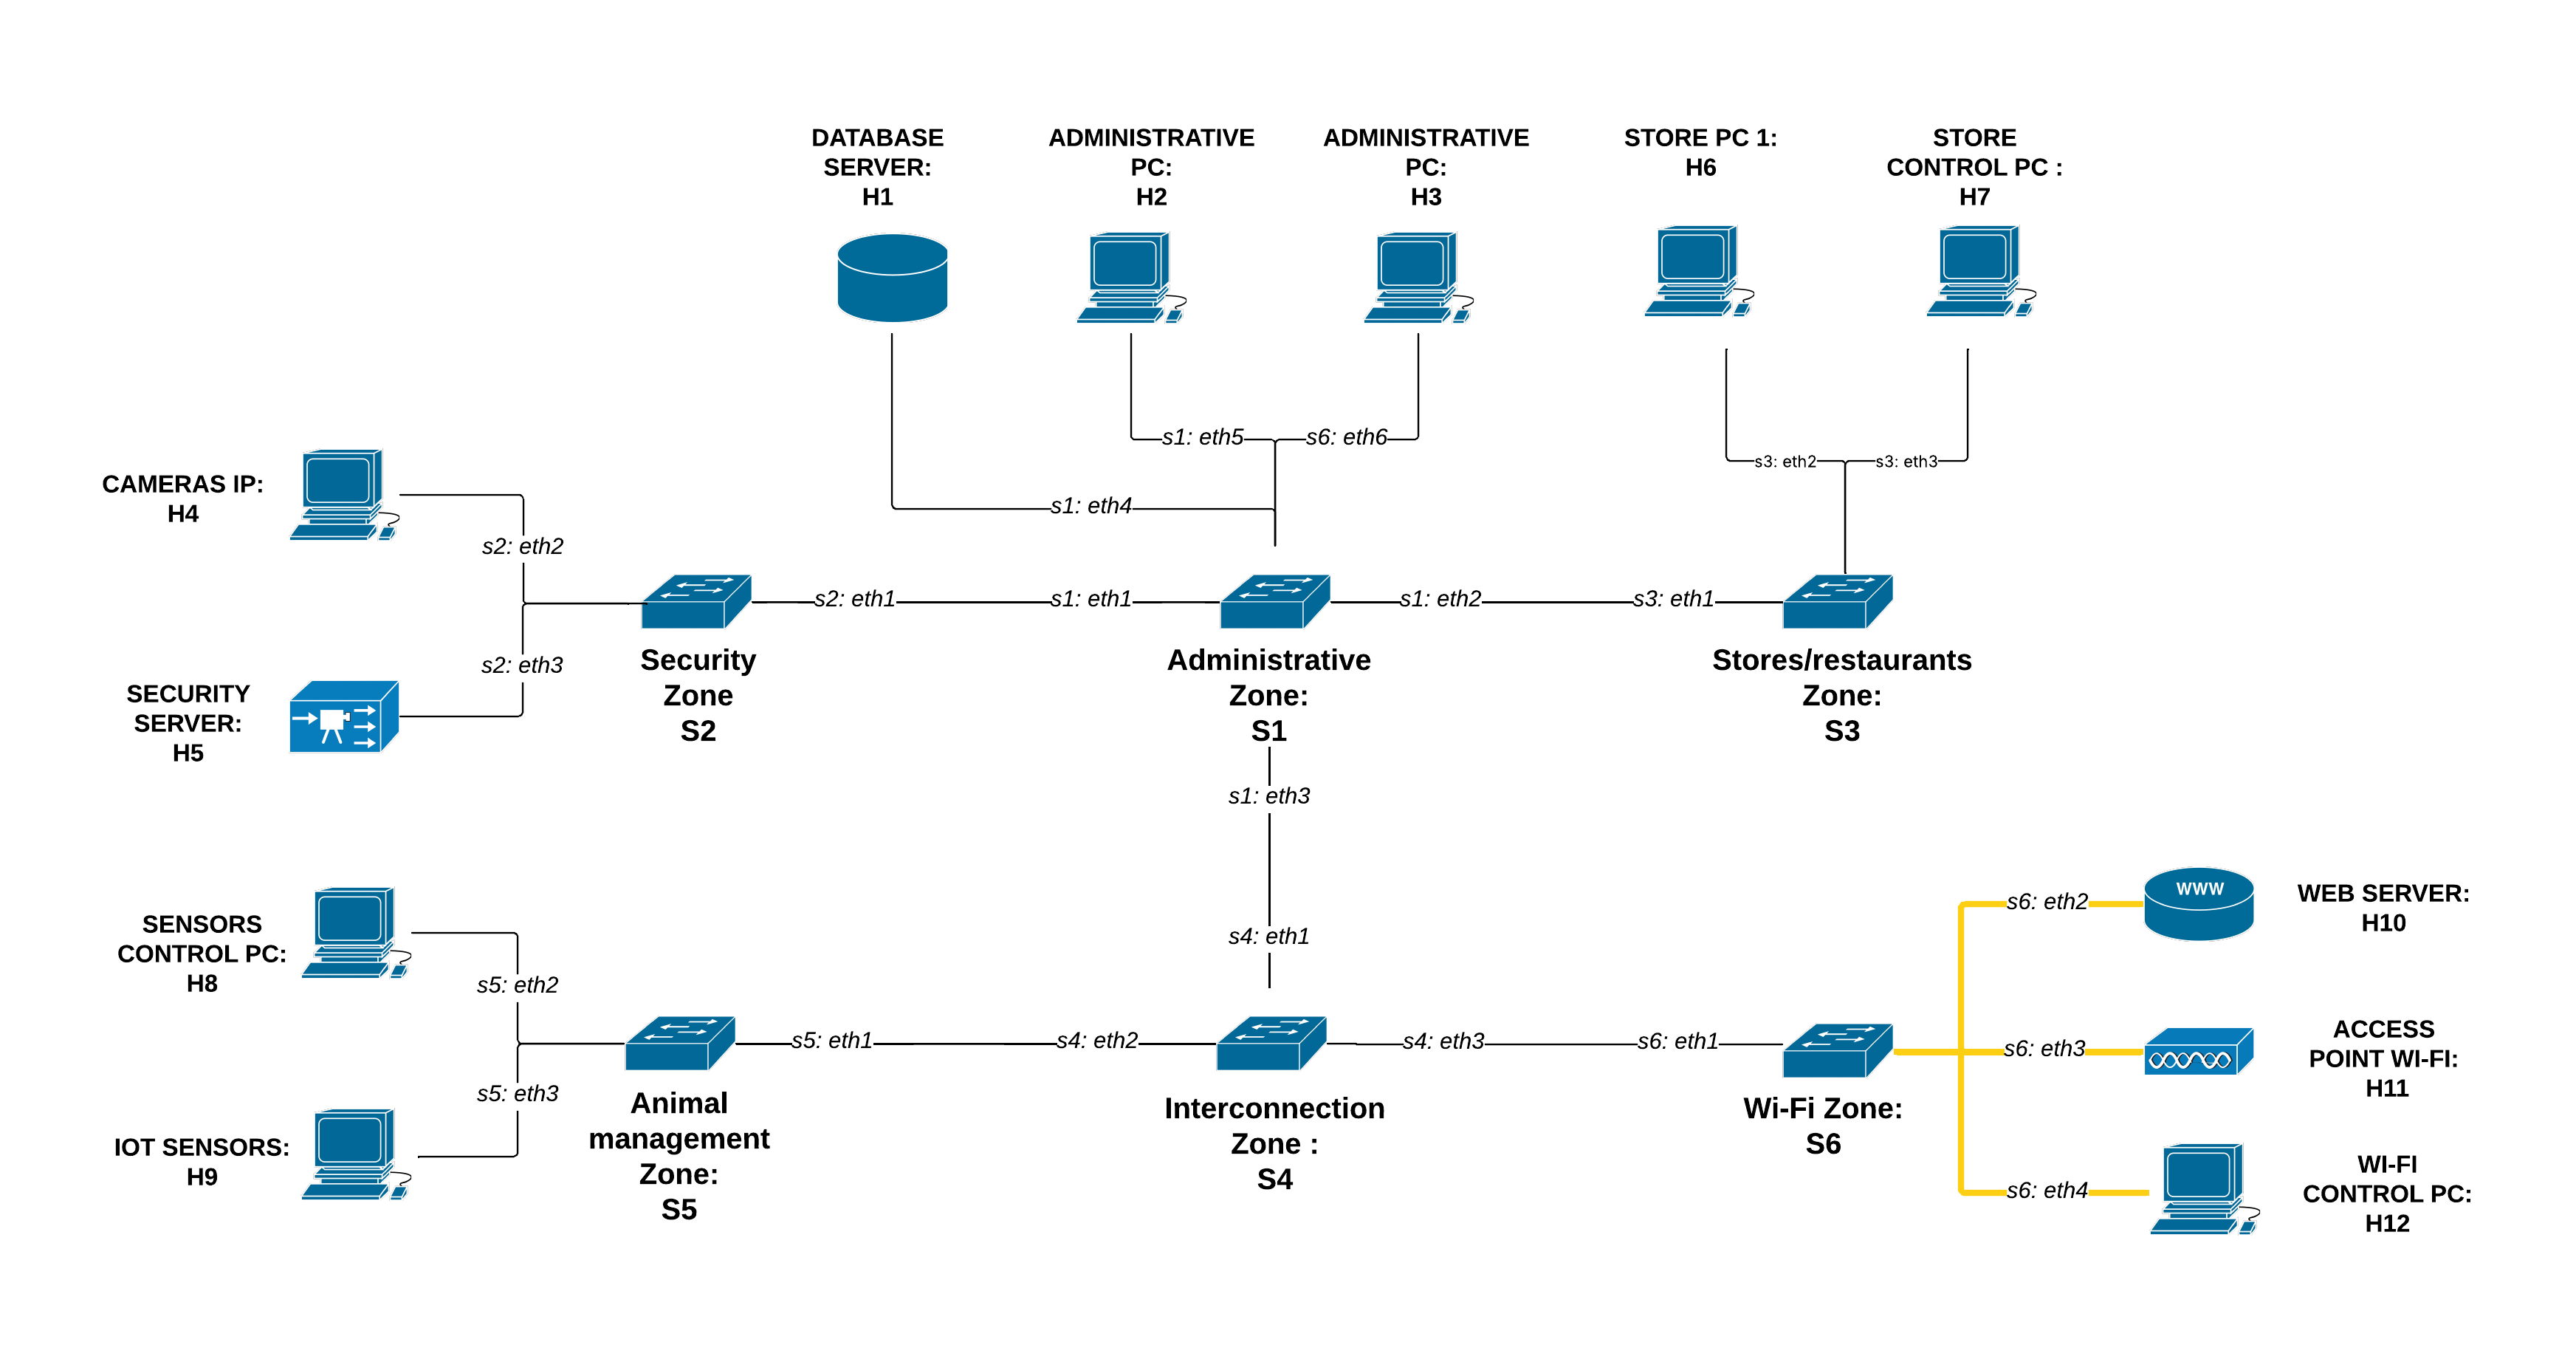 DATABASE
SERVER:
H1
ADMINISTRATIVE
PC:
H2
ADMINISTRATIVE
PC:
H3
STORE PC 1:
H6
STORE
CONTROL PC :
H7
s1: eth5
s6: eth6
s3: eth2
s3: eth3
s1: eth4
CAMERAS IP:
H4
s2: eth2
s2: eth1
s1: eth1
s1: eth2
s3: eth1
s2: eth3
SECURITY
SERVER:
H5
Security
Zone
S2
Administrative
Zone:
S1
Stores/restaurants
Zone:
S3
s1: eth3
s4: eth1
SENSORS
CONTROL PC:
H8
s5: eth2
s5: eth1
s4: eth2
s4: eth3
s6: eth1
s5: eth3
IOT SENSORS:
H9
Animal
management
Zone:
S5
Interconnection
Zone :
S4
Wi-Fi Zone:
S6
s6: eth2
WWW
WEB SERVER:
H10
s6: eth3
ACCESS
POINT WI-FI:
H11
s6: eth4
WI-FI
CONTROL PC:
H12